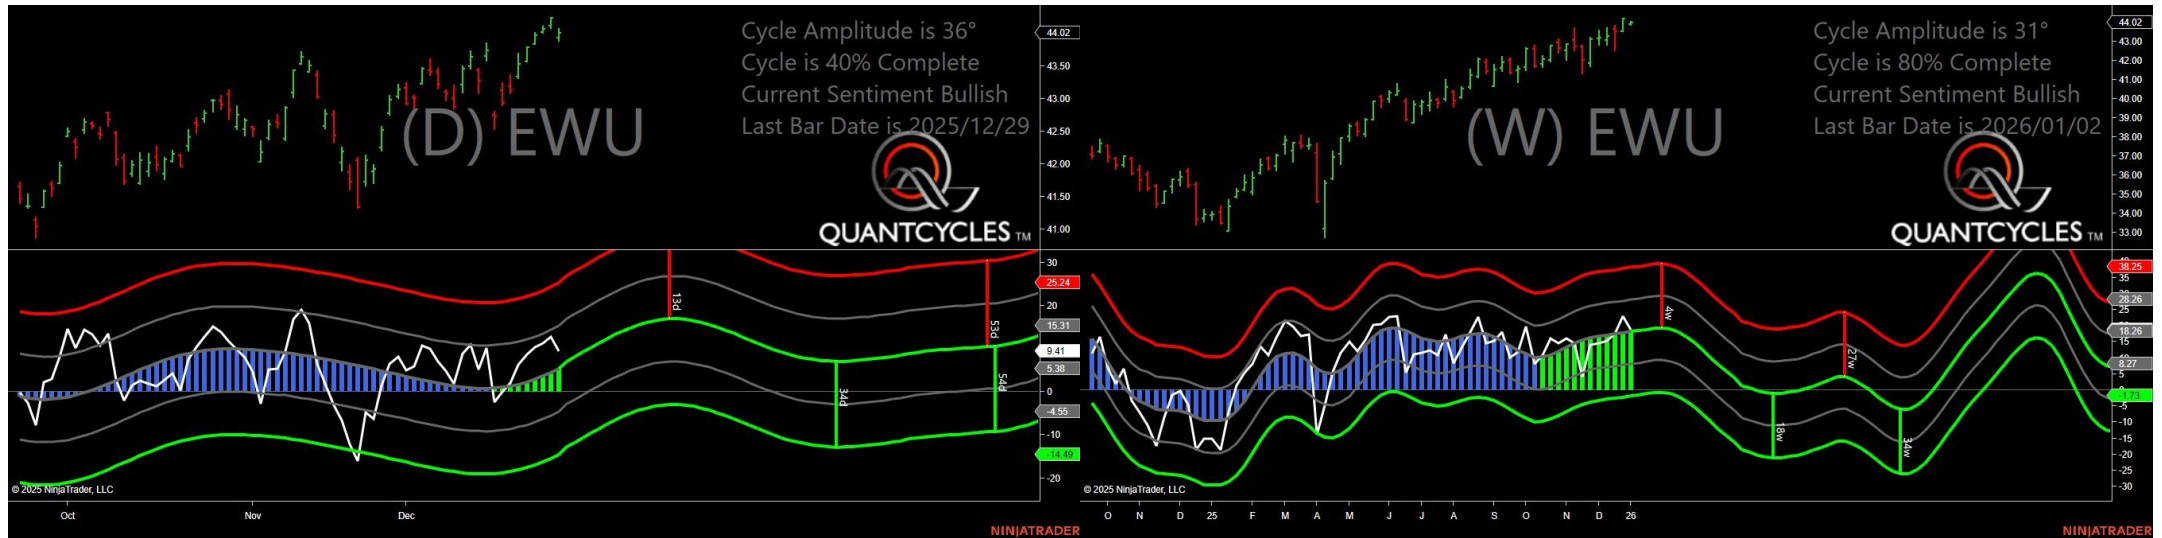 Cycle Amplitude is 36°
Cycle is 40% Complete
Current Sentiment Bullish
Last Bar Date is 2025/12/29
(D) EWU
QUANTCYCLES TM
44.02
43.50
43.00
42.50
42.00
41.50
41.00
30
25.24
20
15.31
9.41
5.38
0
-4.55
-10
-14.49
-20
13d
34d
53d
54d
© 2025 NinjaTrader, LLC
Oct
Nov
Dec
NINJATRADER
Cycle Amplitude is 31°
Cycle is 80% Complete
Current Sentiment Bullish
Last Bar Date is 2026/01/02
(W) EWU
QUANTCYCLES TM
44.02
43.00
42.00
41.00
40.00
39.00
38.00
37.00
36.00
35.00
34.00
33.00
38.25
35
28.26
18.26
15
8.27
5
-1.73
-5
-10
-15
-20
-25
-30
4w
18w
27w
34w
© 2025 NinjaTrader, LLC
O N D 25 F M A M J J A S O N D 26
NINJATRADER